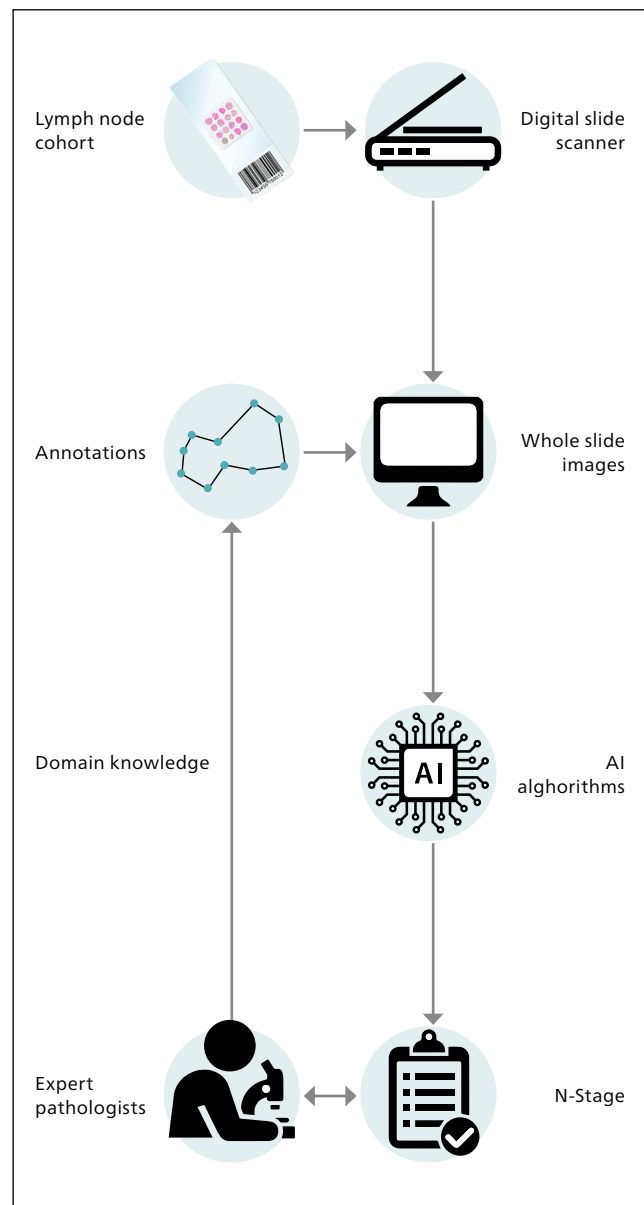 Lymph node
cohort
Digital slide
scanner
Annotations
Whole slide
images
Domain knowledge
AI
alghorithms
AI
Expert
pathologists
N-Stage